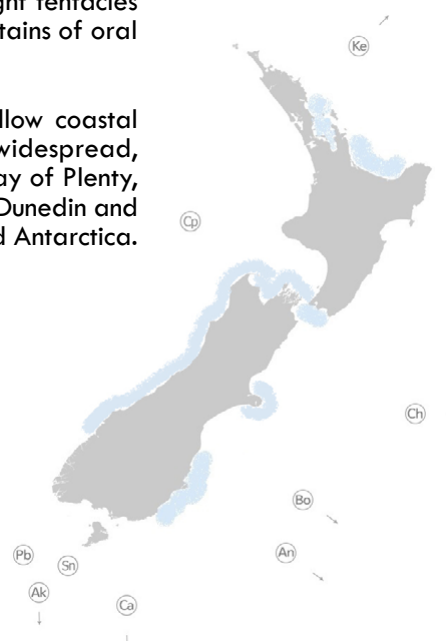 ght tentacles
tains of oral
llow coastal
widespread,
ay of Plenty,
Dunedin and
d Antarctica.
Ke
Cp
Ch
Bo
An
Pb
Sn
Ak
Ca